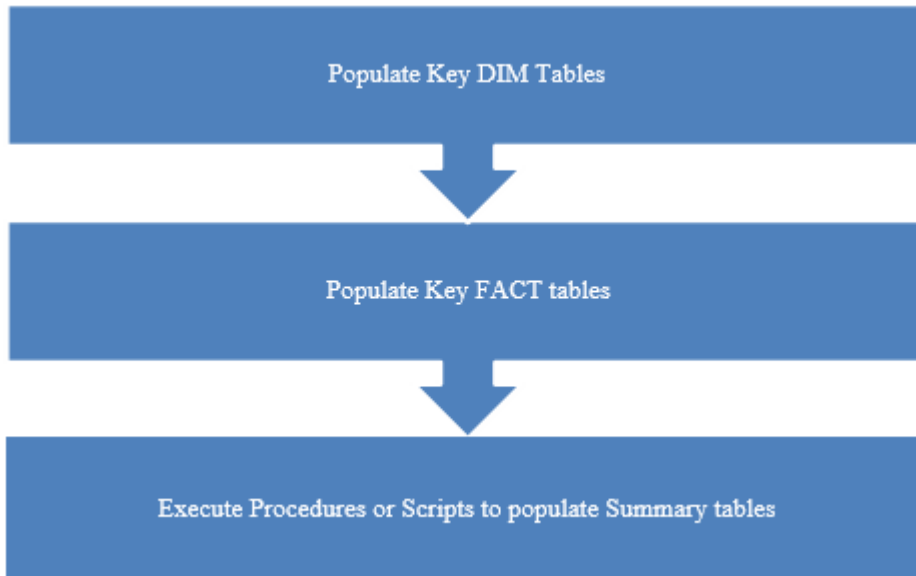 Populate Key DIM Tables
Populate Key FACT tables
Execute Procedures or Scripts to populate Summary tables